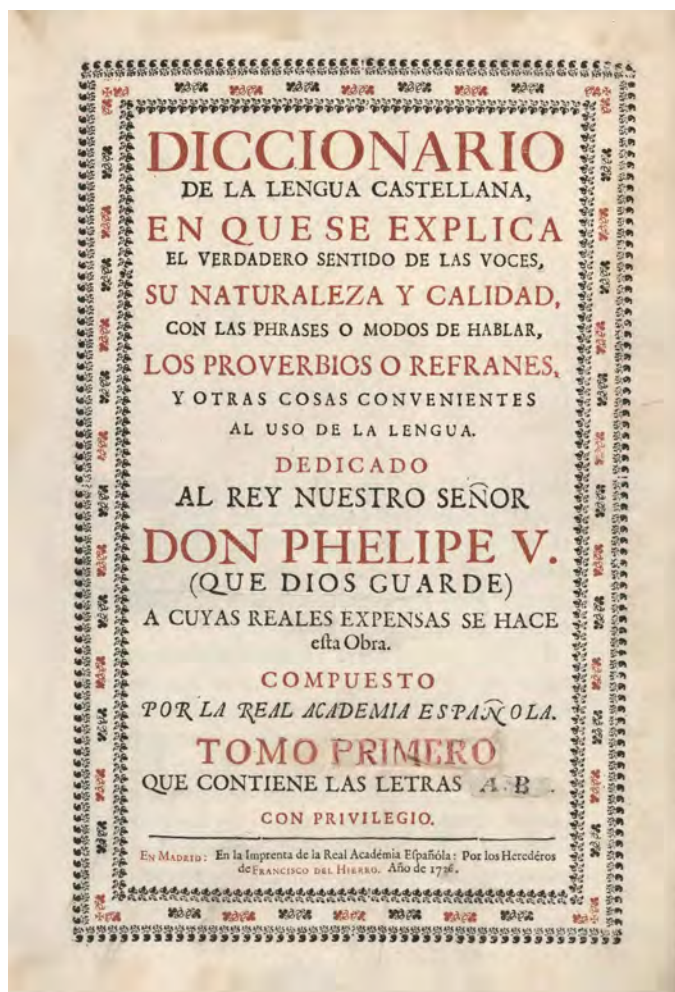 DICCIONARIO
DE LA LENGUA CASTELLANA,
EN QUE SE EXPLICA
EL VERDADERO SENTIDO DE LAS VOCES,
SU NATURALEZA Y CALIDAD,
CON LAS PHRASES O MODOS DE HABLAR,
LOS PROVERBIOS O REFRANES,
Y OTRAS COSAS CONVENIENTES
AL USO DE LA LENGUA.
DEDICADO
AL REY NUESTRO SEÑOR
DON PHELIPE V.
(QUE DIOS GUARDE)
A CUYAS REALES EXPENSAS SE HACE
eſta Obra.
COMPUESTO
POR LA REAL ACADEMIA ESPAÑOLA.
TOMO PRIMERO
QUE CONTIENE LAS LETRAS A. B.
CON PRIVILEGIO.
EN MADRID: En la Imprenta de la Real Académia Eſpañóla: Por los Herederos
de FRANCISCO DEL HIERRO. Año de 1726.